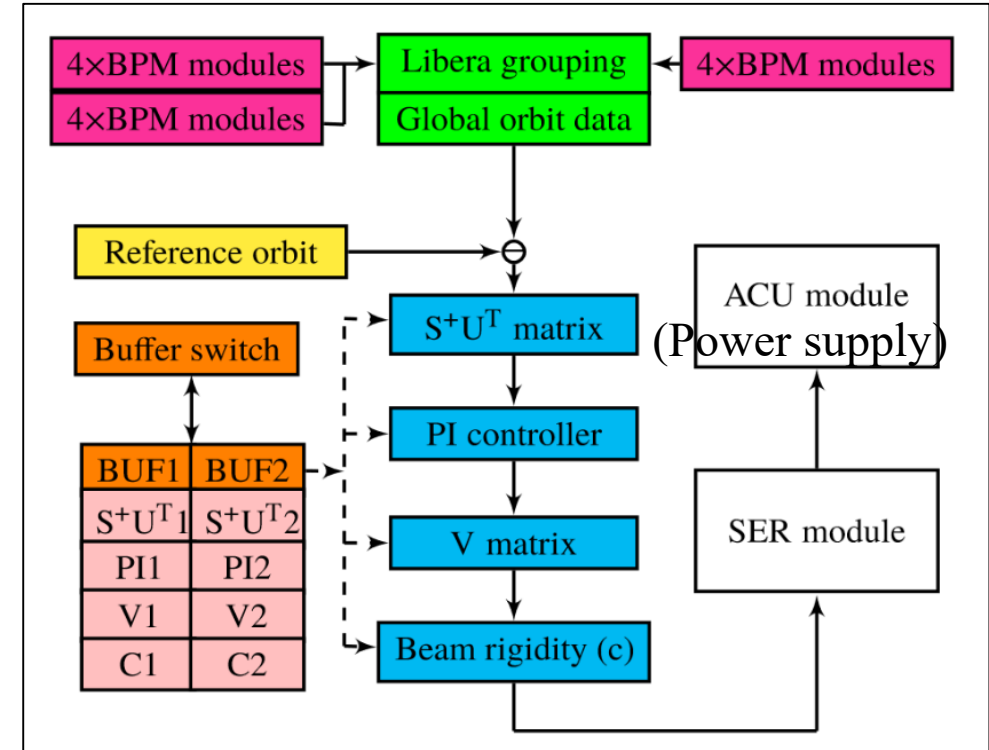 4×BPM modules
4×BPM modules
Libera grouping
Global orbit data
4×BPM modules
Reference orbit
S⁺Uᵀ matrix
ACU module
(Power supply)
Buffer switch
PI controller
BUF1 BUF2
S⁺Uᵀ1 S⁺Uᵀ2
PI1 PI2
V1 V2
C1 C2
V matrix
SER module
Beam rigidity (c)